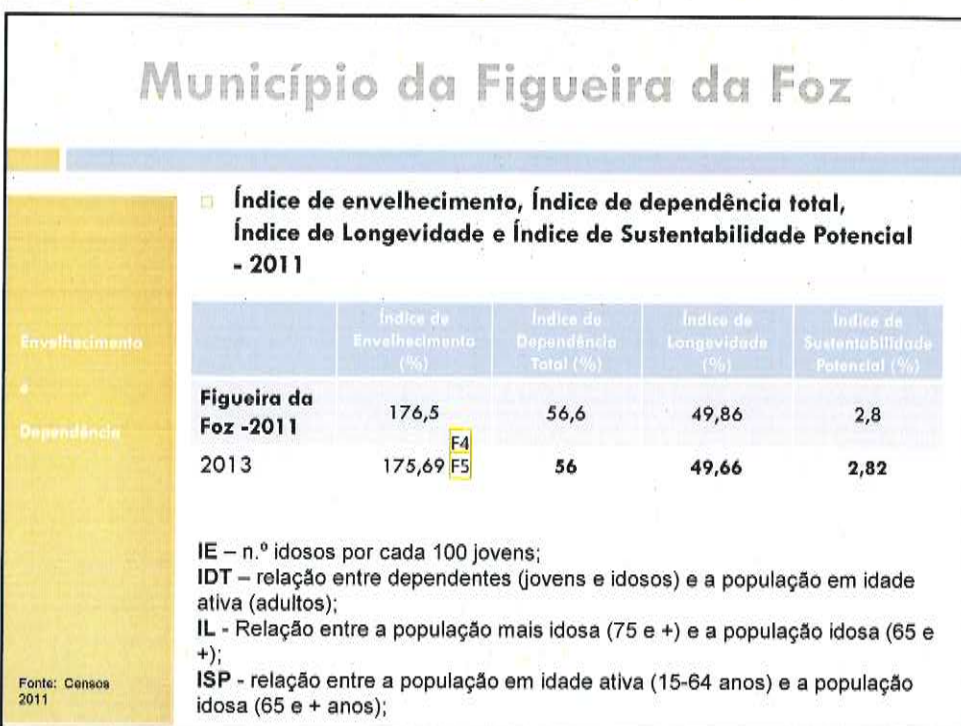 Município da Figueira da Foz
Índice de envelhecimento, Índice de dependência total,
Índice de Longevidade e Índice de Sustentabilidade Potencial
- 2011
Envelhecimento
e
Dependência
Índice de Envelhecimento (%)
Índice de Dependência Total (%)
Índice de Longevidade (%)
Índice de Sustentabilidade Potencial (%)
Figueira da Foz -2011
176,5
56,6
49,86
2,8
F4
2013
175,69
F5
56
49,66
2,82
IE – n.º idosos por cada 100 jovens;
IDT – relação entre dependentes (jovens e idosos) e a população em idade
ativa (adultos);
IL - Relação entre a população mais idosa (75 e +) e a população idosa (65 e
+);
ISP - relação entre a população em idade ativa (15-64 anos) e a população
idosa (65 e + anos);
Fonte: Censos
2011